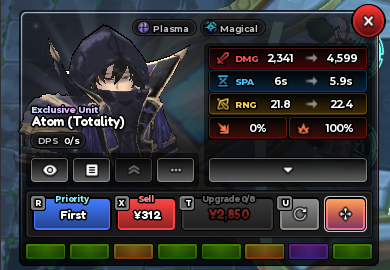 Plasma Magical
DMG 2,341 → 4,599
Exclusive Unit
SPA 6s → 5.9s
Atom (Totality)
RNG 21.8 → 22.4
DPS 0/s
0% 100%
R Priority First
X Sell ¥312
T Upgrade 0/8 ¥2,850
U